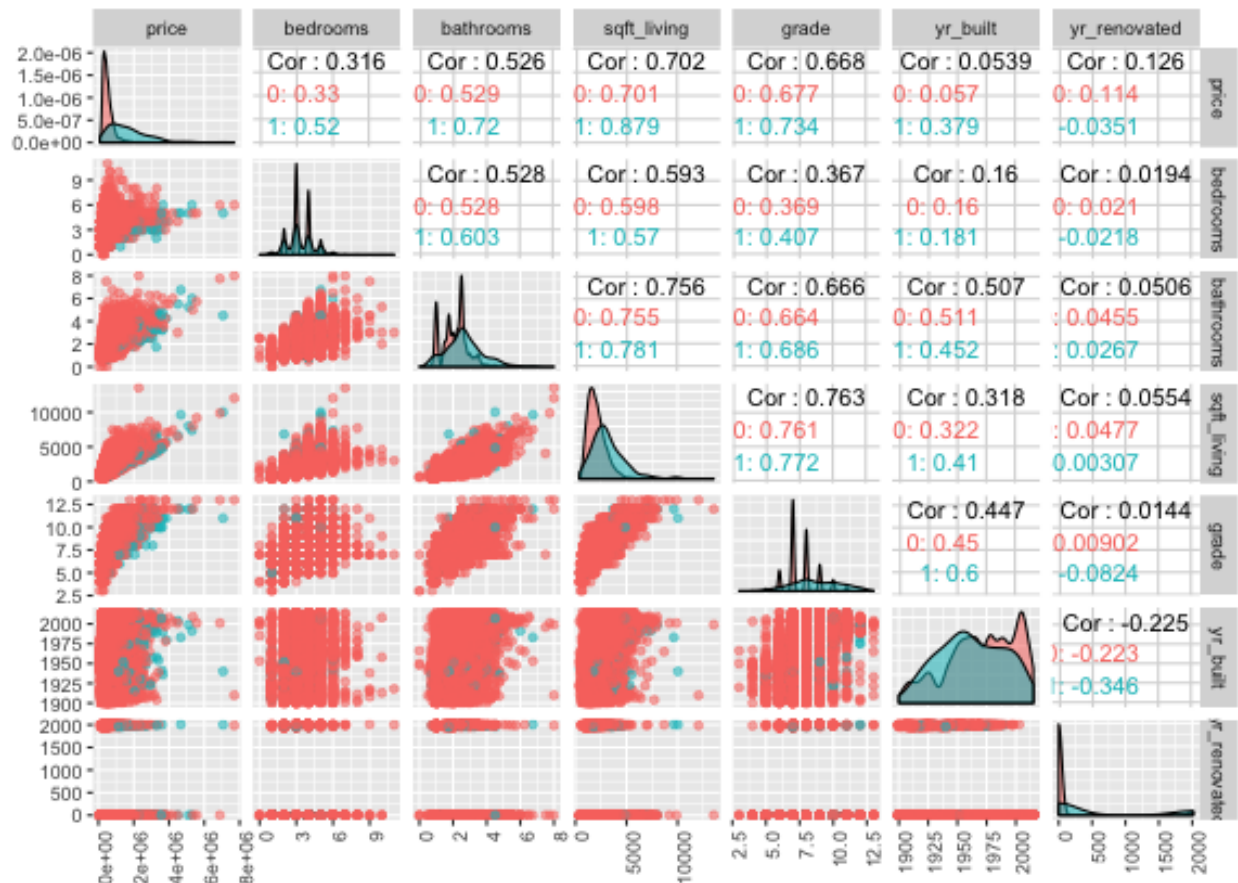 price bedrooms bathrooms sqft_living grade yr_built yr_renovated
2.0e-06
1.5e-06
1.0e-06
5.0e-07
0.0e+00
Cor : 0.316 Cor : 0.526 Cor : 0.702 Cor : 0.668 Cor : 0.0539 Cor : 0.126
0: 0.33 0: 0.529 0: 0.701 0: 0.677 0: 0.057 0: 0.114
1: 0.52 1: 0.72 1: 0.879 1: 0.734 1: 0.379 -0.0351
price
9
6
3
0
Cor : 0.528 Cor : 0.593 Cor : 0.367 Cor : 0.16 Cor : 0.0194
0: 0.528 0: 0.598 0: 0.369 0: 0.16 0: 0.021
1: 0.603 1: 0.57 1: 0.407 1: 0.181 -0.0218
bedrooms
8
6
4
2
0
Cor : 0.756 Cor : 0.666 Cor : 0.507 Cor : 0.0506
0: 0.755 0: 0.664 0: 0.511 : 0.0455
1: 0.781 1: 0.686 1: 0.452 : 0.0267
bathrooms
10000
5000
0
Cor : 0.763 Cor : 0.318 Cor : 0.0554
0: 0.761 0: 0.322 : 0.0477
1: 0.772 1: 0.41 0.00307
sqft_living
12.5
10.0
7.5
5.0
2.5
Cor : 0.447 Cor : 0.0144
0: 0.45 0.00902
1: 0.6 -0.0824
grade
2000
1975
1950
1925
1900
Cor : -0.225
): -0.223
: -0.346
yr_built
2000
1500
1000
500
0
yr_renovated
0e+00 2e+06 4e+06 6e+06 8e+06 0 3 6 9 0 2 4 6 8 5000 10000 2.5 5.0 7.5 10.0 12.5 1900 1925 1950 1975 2000 0 500 1000 1500 2000